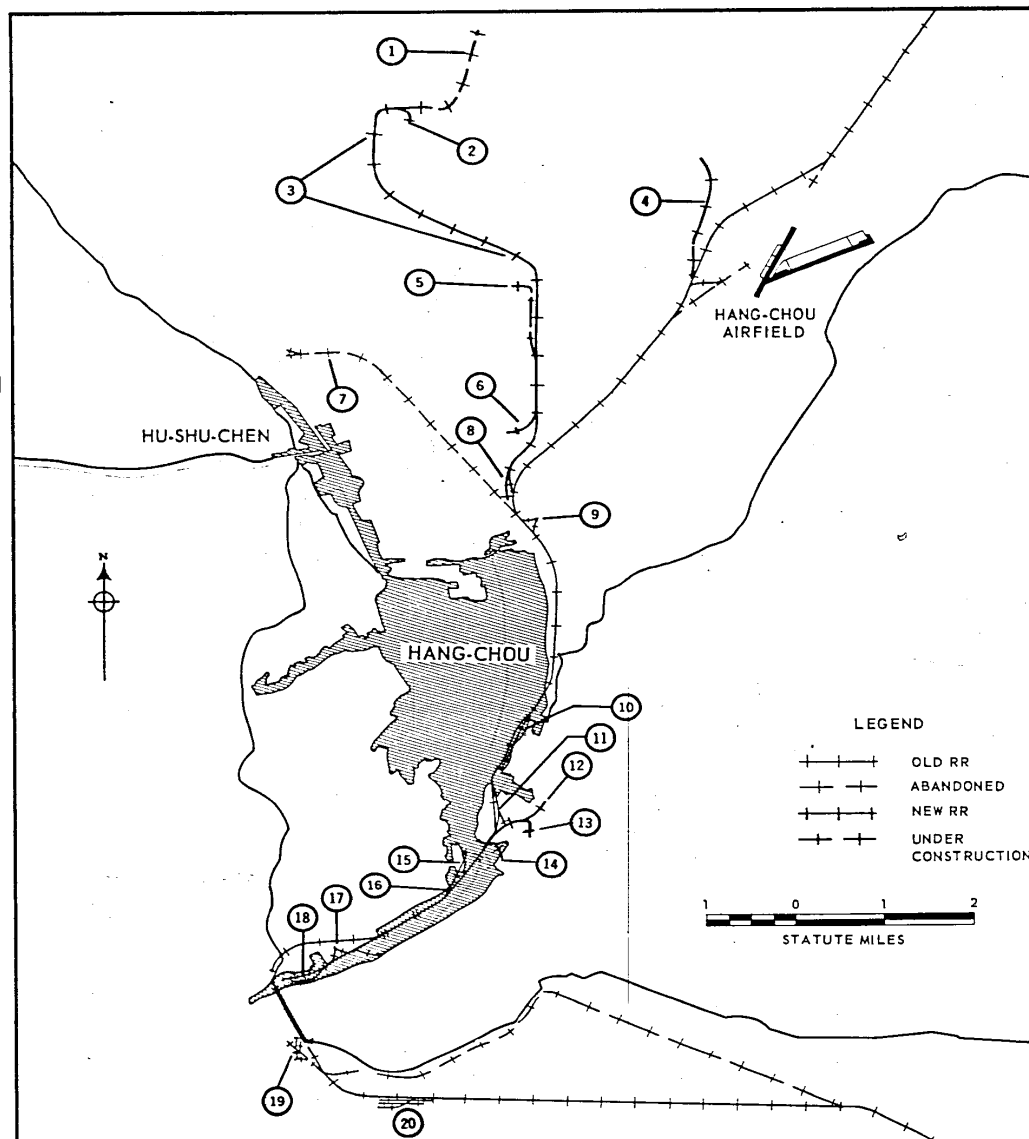 1
2
3
4
5
HANG-CHOU
AIRFIELD
6
7
HU-SHU-CHEN
8
9
N
HANG-CHOU
10
LEGEND
OLD RR
ABANDONED
NEW RR
UNDER
CONSTRUCTION
11
12
13
14
15
16
17
18
1 0 1 2
STATUTE MILES
19
20